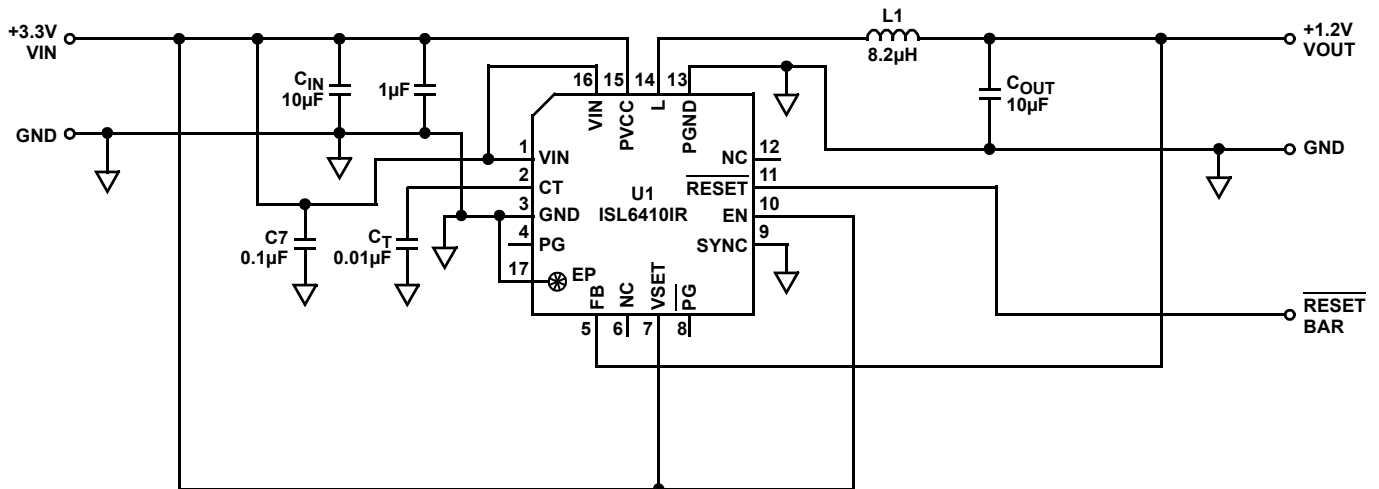 +3.3V
VIN
GND
CIN
10µF
1µF
C7
0.1µF
CT
0.01µF
16 15 14 13
VIN
PVCC
L
PGND
1
VIN
2
CT
3
GND
4
PG
17
EP
U1
ISL6410IR
12
NC
11
RESET
10
EN
9
SYNC
FB
NC
VSET
PG
5 6 7 8
L1
8.2µH
COUT
10µF
+1.2V
VOUT
GND
RESET
BAR